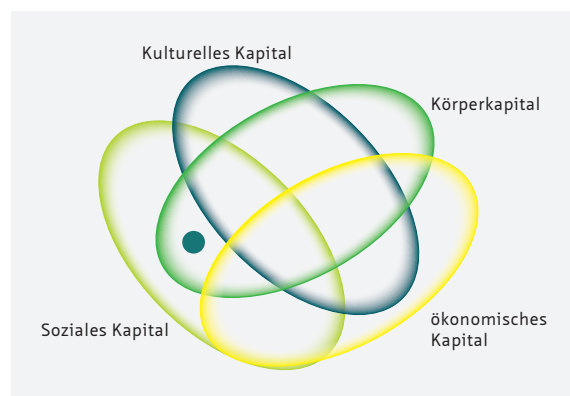 Kulturelles Kapital
Körperkapital
Soziales Kapital
ökonomisches
Kapital